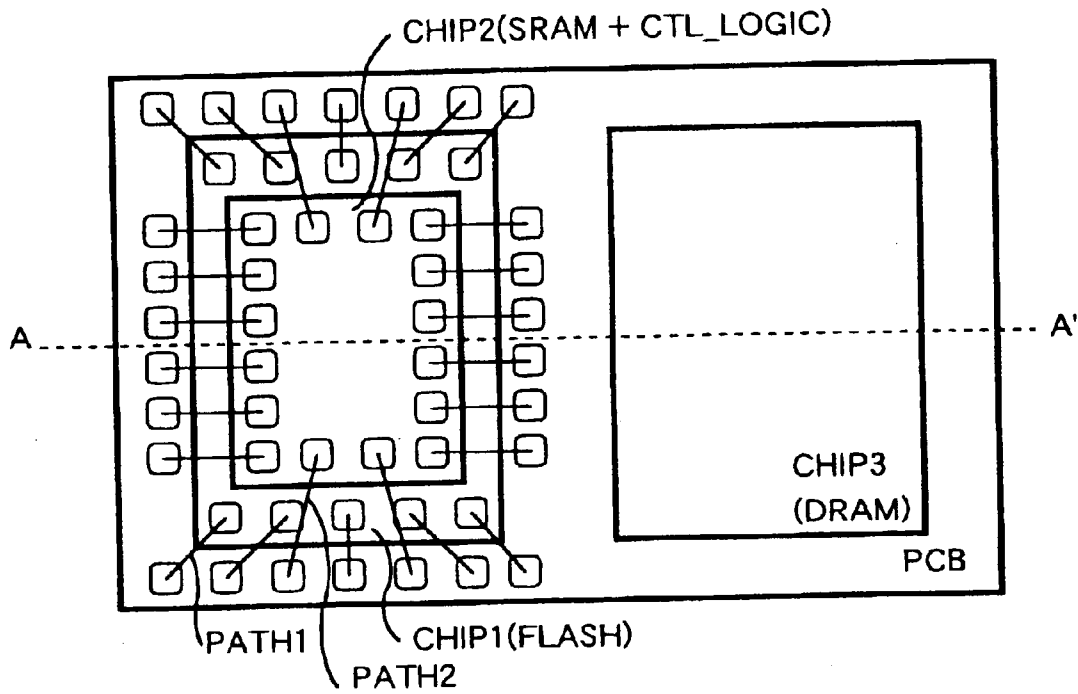 CHIP2(SRAM + CTL_LOGIC)
A
A'
CHIP3
(DRAM)
PCB
PATH1
CHIP1(FLASH)
PATH2